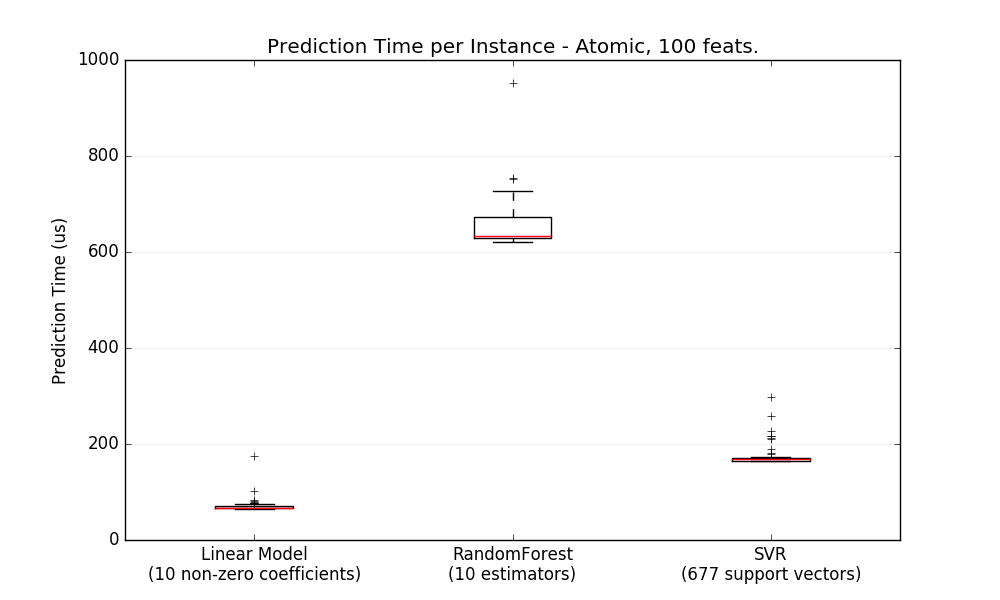 Prediction Time per Instance - Atomic, 100 feats.
1000
800
600
400
200
0
Prediction Time (us)
Linear Model
(10 non-zero coefficients)
RandomForest
(10 estimators)
SVR
(677 support vectors)